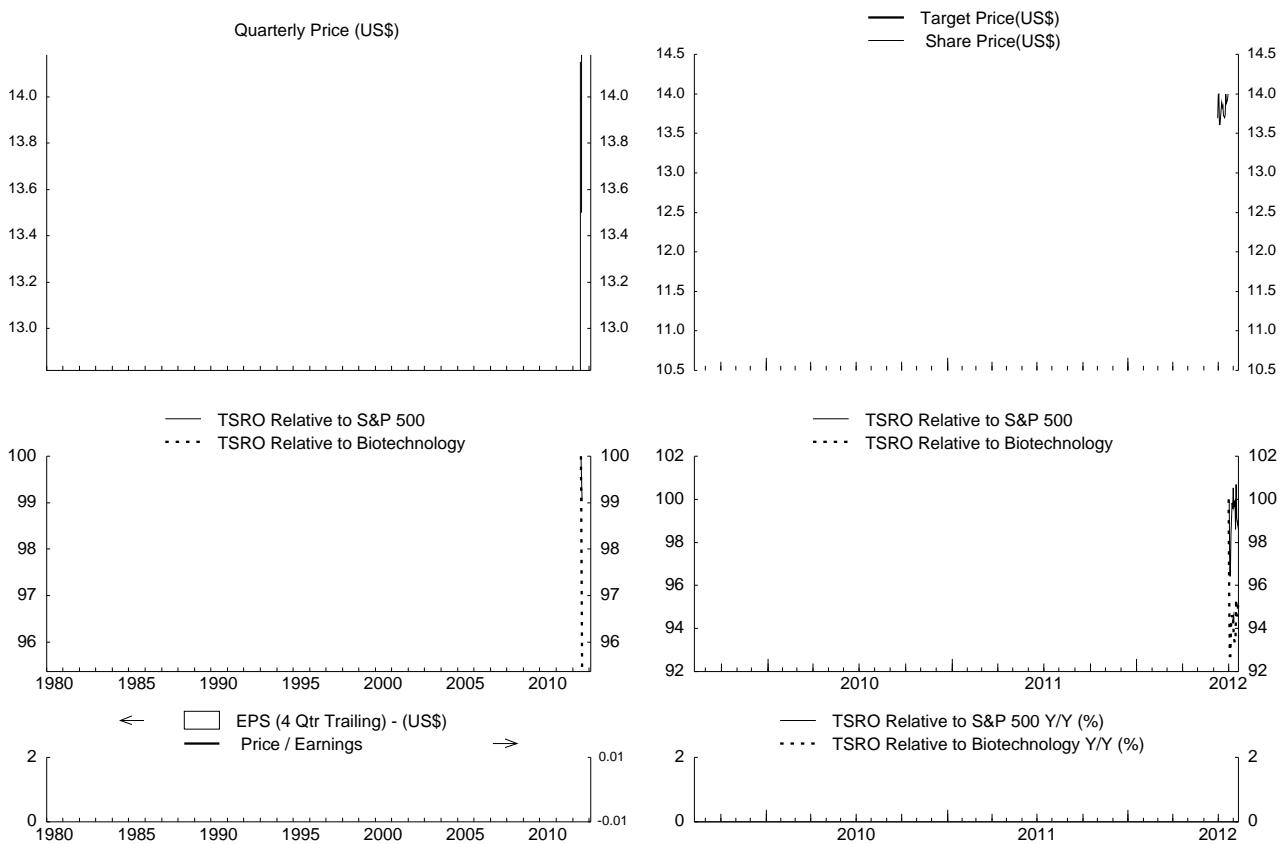 Quarterly Price (US$)
14.0 14.0
13.8 13.8
13.6 13.6
13.4 13.4
13.2 13.2
13.0 13.0
Target Price(US$)
Share Price(US$)
14.5 14.5
14.0 14.0
13.5 13.5
13.0 13.0
12.5 12.5
12.0 12.0
11.5 11.5
11.0 11.0
10.5 10.5
TSRO Relative to S&P 500
TSRO Relative to Biotechnology
100 100
99 99
98 98
97 97
96 96
1980 1985 1990 1995 2000 2005 2010
TSRO Relative to S&P 500
TSRO Relative to Biotechnology
102 102
100 100
98 98
96 96
94 94
92 92
2010 2011 2012
EPS (4 Qtr Trailing) - (US$)
Price / Earnings
2 0.01
0 -0.01
1980 1985 1990 1995 2000 2005 2010
TSRO Relative to S&P 500 Y/Y (%)
TSRO Relative to Biotechnology Y/Y (%)
2 2
0 0
2010 2011 2012